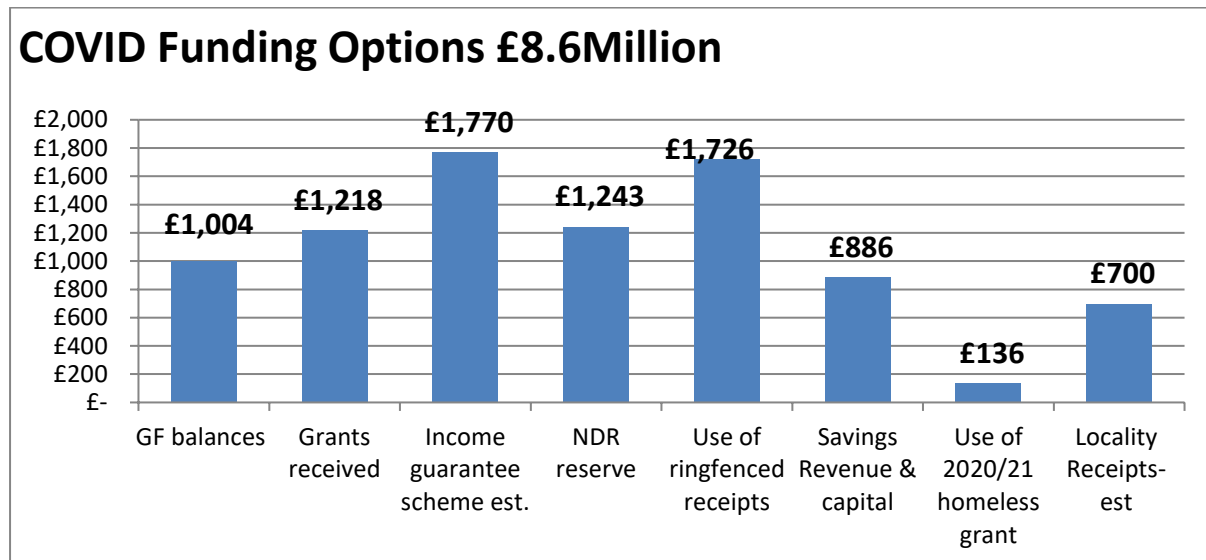 COVID Funding Options £8.6Million
£2,000
£1,800
£1,600
£1,400
£1,200
£1,000
£800
£600
£400
£200
£-
£1,004
£1,218
£1,770
£1,243
£1,726
£886
£136
£700
GF balances
Grants
received
Income
guarantee
scheme est.
NDR
reserve
Use of
ringfenced
receipts
Savings
Revenue &
capital
Use of
2020/21
homeless
grant
Locality
Receipts-
est